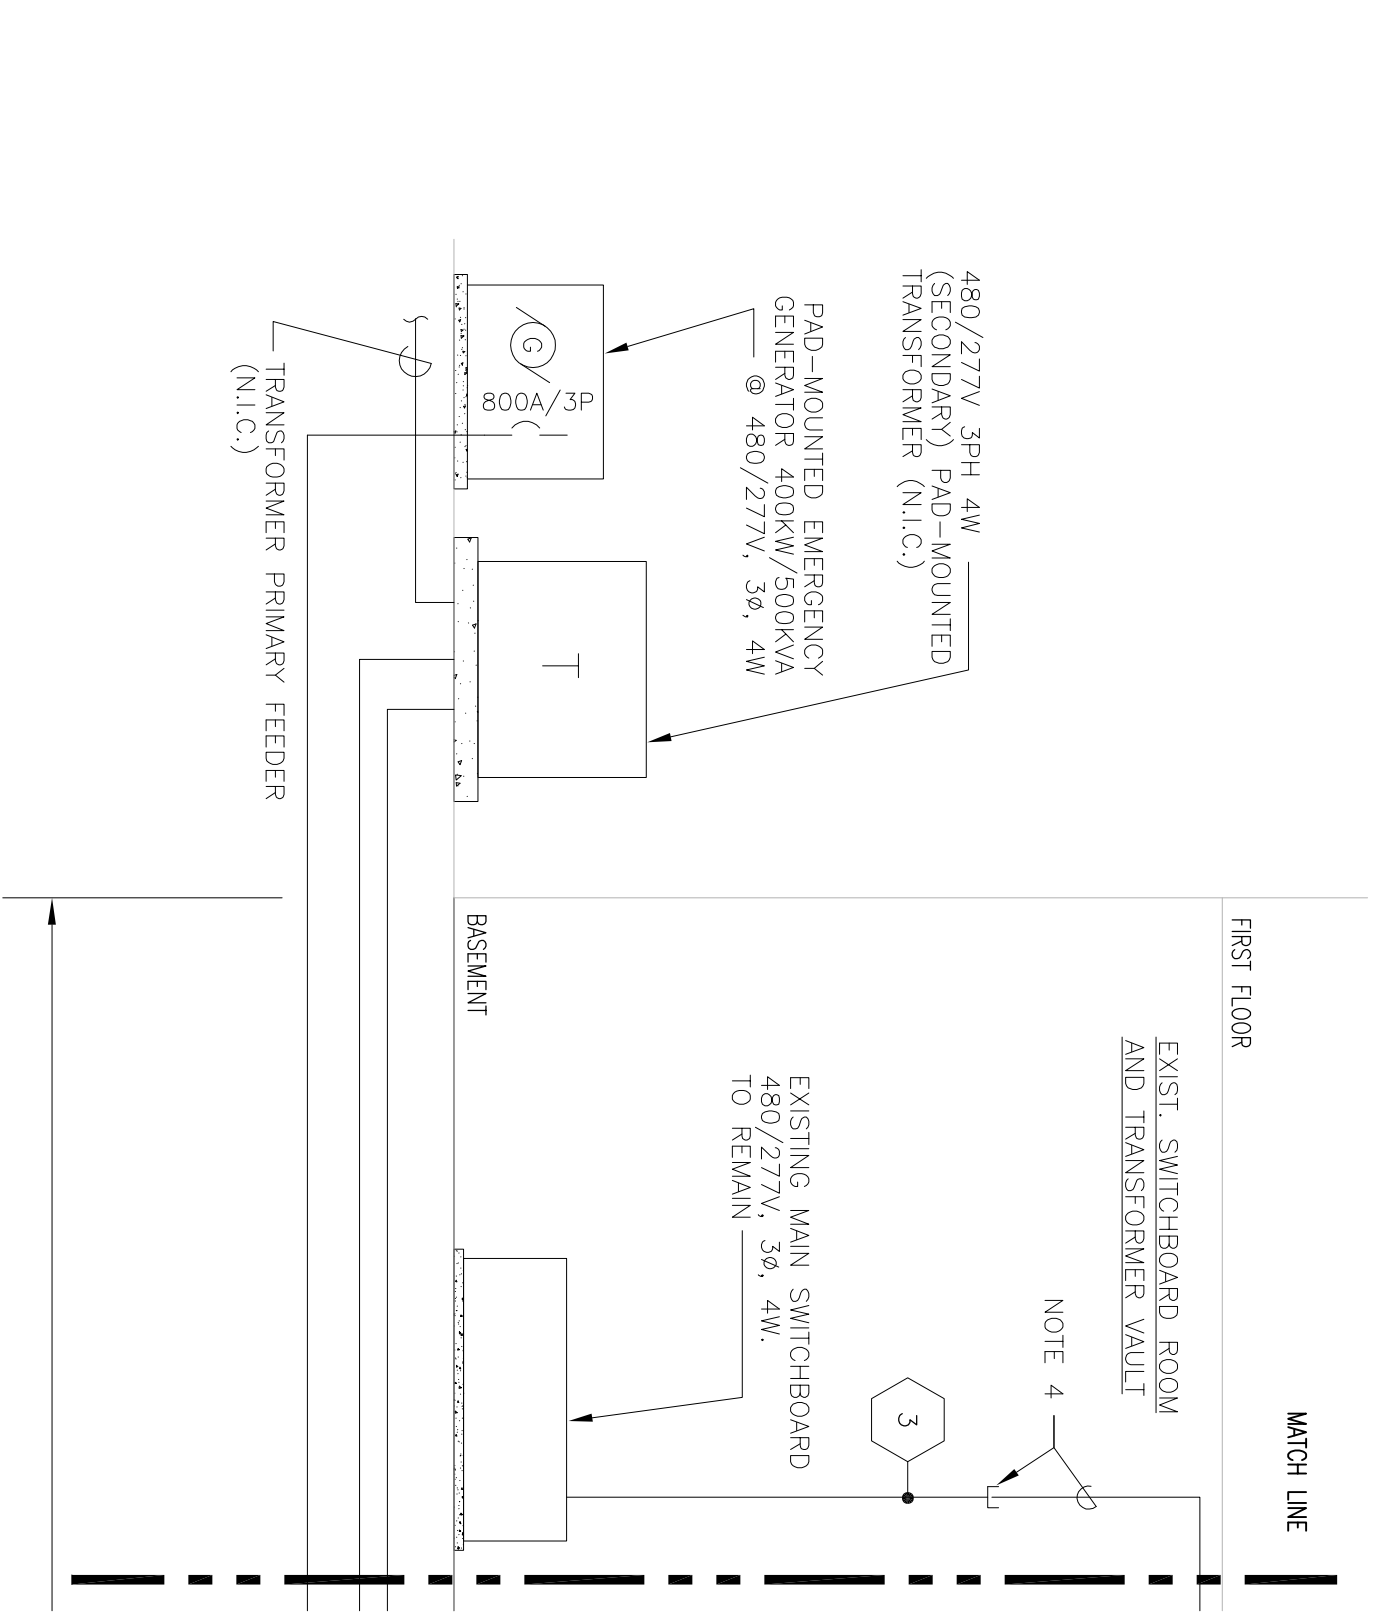 MATCH LINE
FIRST FLOOR
EXIST. SWITCHBOARD ROOM
AND TRANSFORMER VAULT
NOTE 4
480/277V 3PH 4W
(SECONDARY) PAD-MOUNTED
TRANSFORMER (N.I.C.)
3
PAD-MOUNTED EMERGENCY
GENERATOR 400KW/500KVA
@ 480/277V, 3Ø, 4W
EXISTING MAIN SWITCHBOARD
480/277V, 3Ø, 4W.
TO REMAIN
G
800A/3P
T
BASEMENT
TRANSFORMER PRIMARY FEEDER
(N.I.C.)